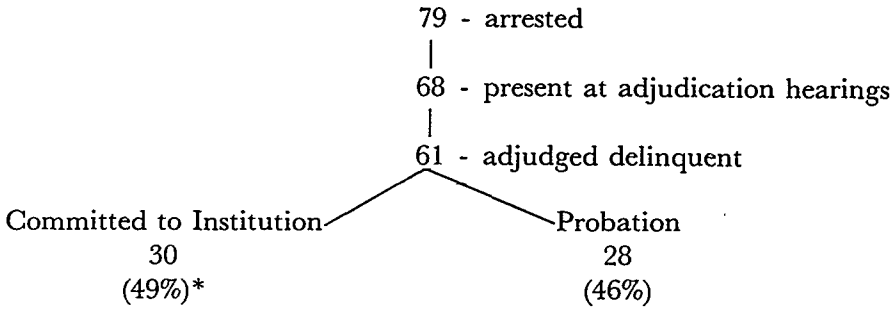 79 - arrested
68 - present at adjudication hearings
61 - adjudged delinquent
Committed to Institution Probation
30 28
(49%)* (46%)